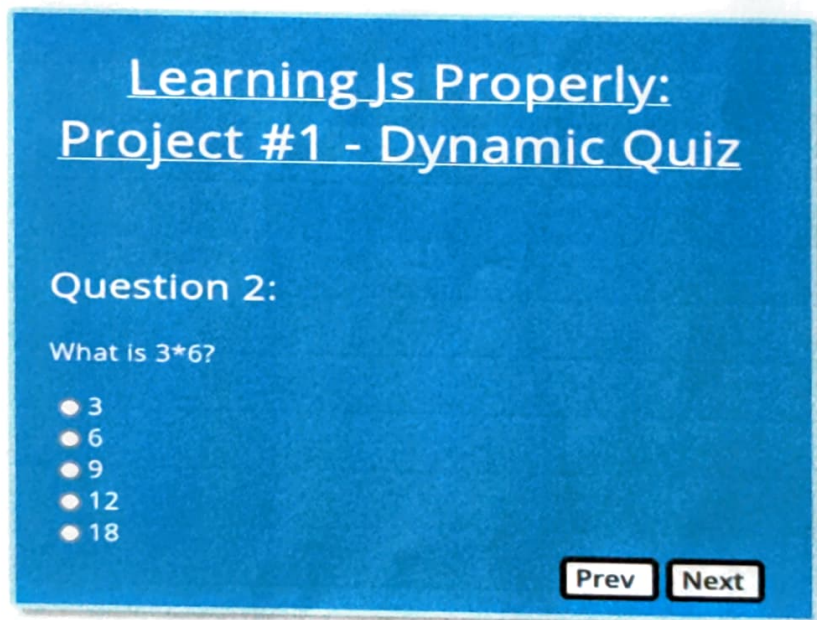 Learning Js Properly:
Project #1 - Dynamic Quiz
Question 2:
What is 3*6?
3
6
9
12
18
Prev Next